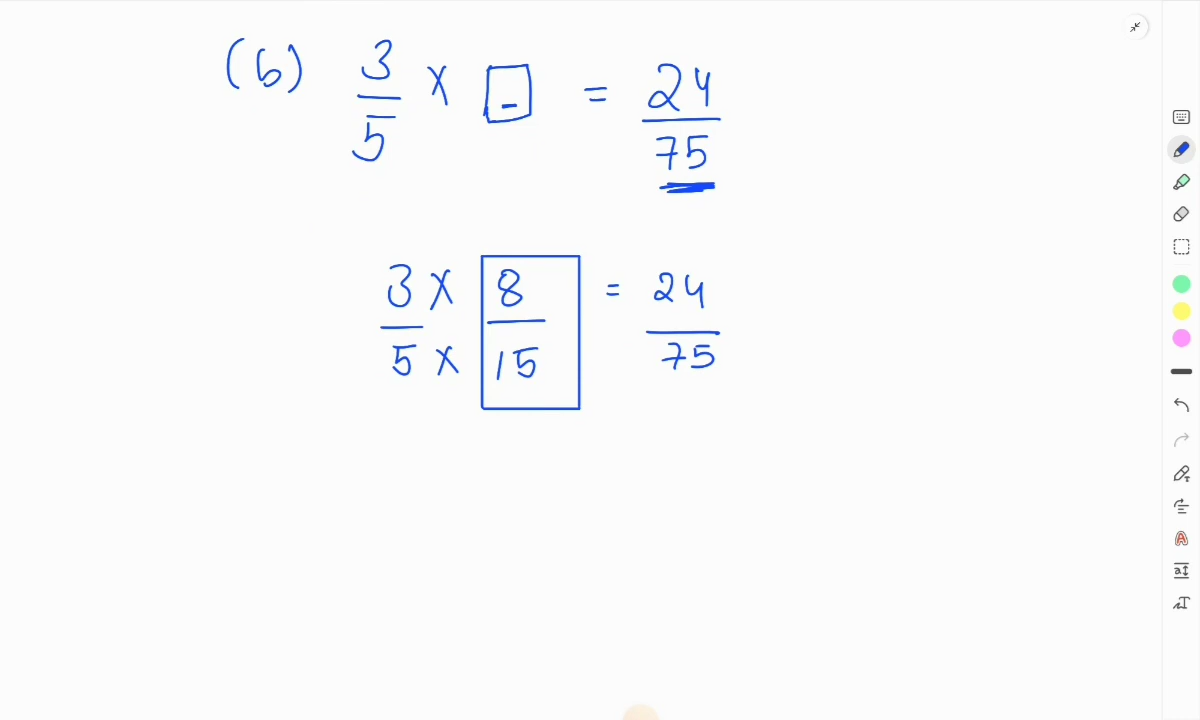 (b) 3/5 × [-] = 24/75
3 × 8 = 24
5 × 15 75